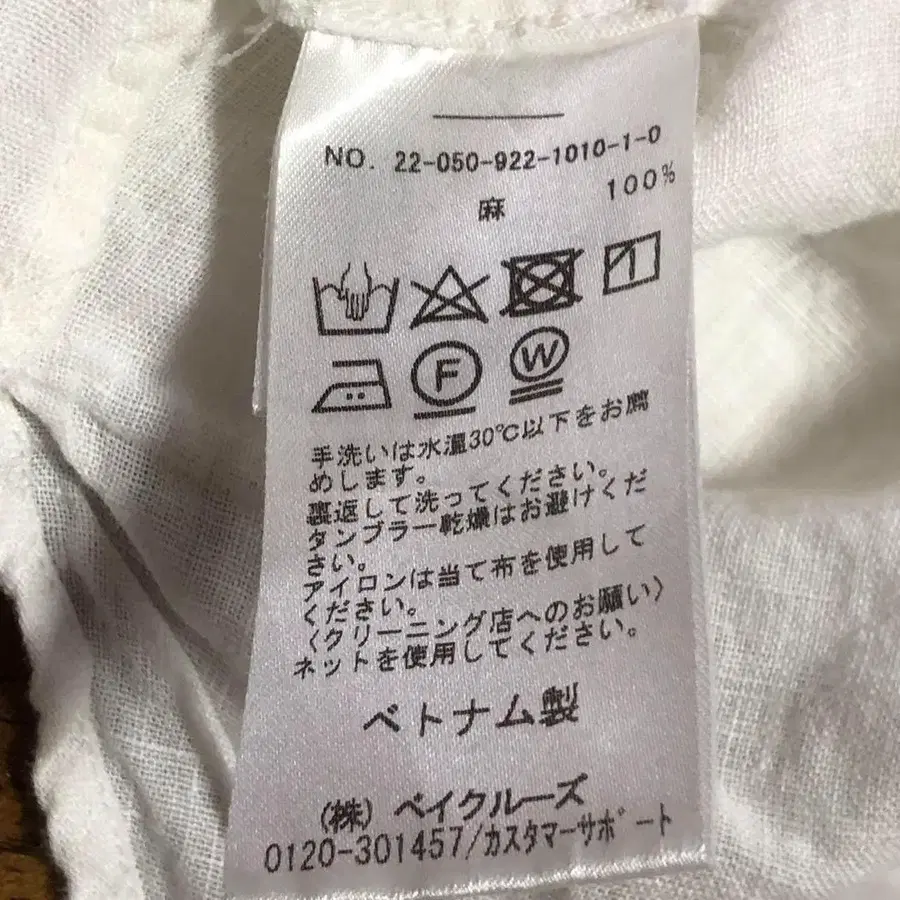 NO. 22-050-922-1010-1-0
麻 100%
F W
手洗いは水温30℃以下をお薦
めします。
裏返して洗ってください。
タンブラー乾燥はお避けくだ
さい。
アイロンは当て布を使用して
ください。
〈クリーニング店へのお願い〉
ネットを使用してください。
ベトナム製
(株) ベイクルーズ
0120-301457/カスタマーサポート